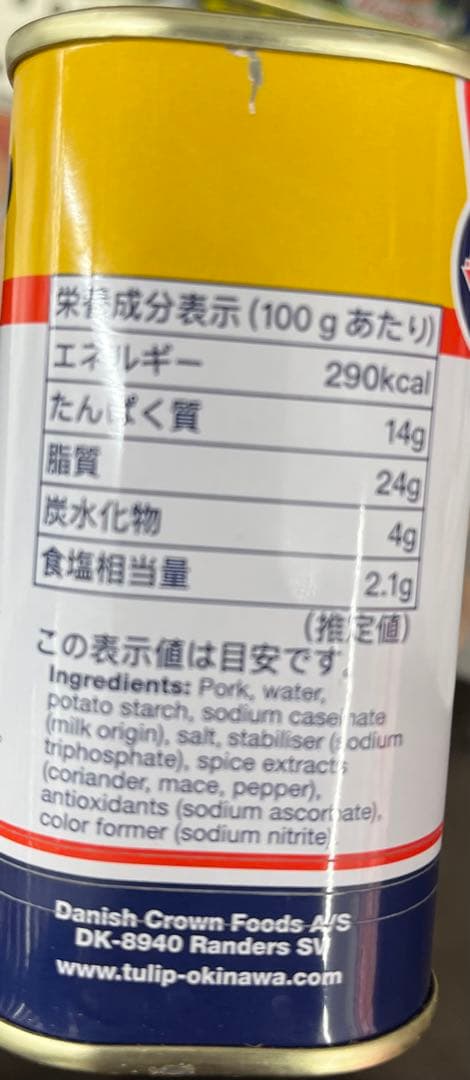 栄養成分表示(100gあたり)
エネルギー 290kcal
たんぱく質 14g
脂質 24g
炭水化物 4g
食塩相当量 2.1g
(推定値)
この表示値は目安です。
Ingredients: Pork, water,
potato starch, sodium caseinate
(milk origin), salt, stabiliser (sodium
triphosphate), spice extracts
(coriander, mace, pepper),
antioxidants (sodium ascorbate),
color former (sodium nitrite)
Danish Crown Foods A/S
DK-8940 Randers SV
www.tulip-okinawa.com